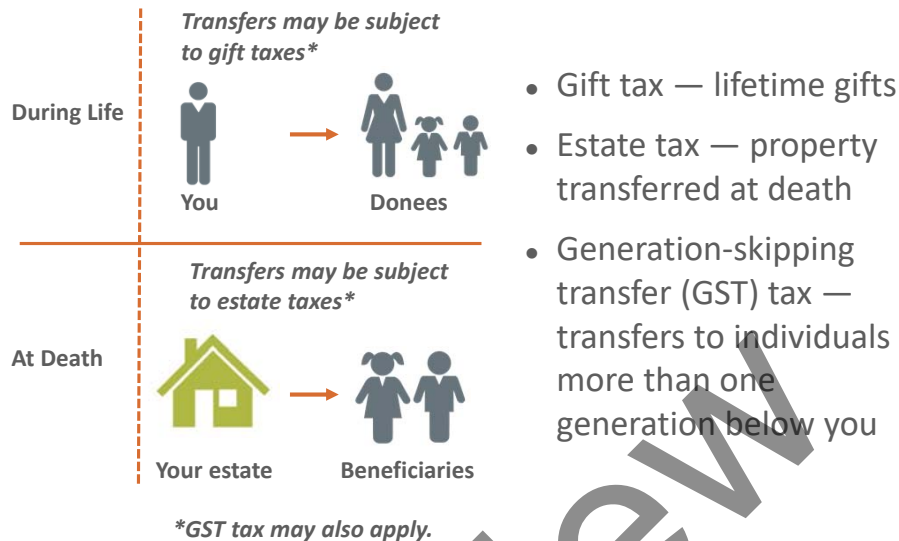 Transfers may be subject
to gift taxes*
During Life
You
Donees
Transfers may be subject
to estate taxes*
At Death
Your estate
Beneficiaries
*GST tax may also apply.
• Gift tax — lifetime gifts
• Estate tax — property
transferred at death
• Generation-skipping
transfer (GST) tax —
transfers to individuals
more than one
generation below you